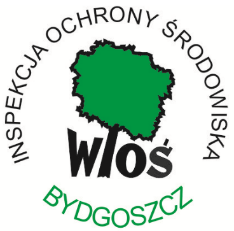 INSPEKCJA OCHRONY ŚRODOWISKA
WIOŚ
BYDGOSZCZ